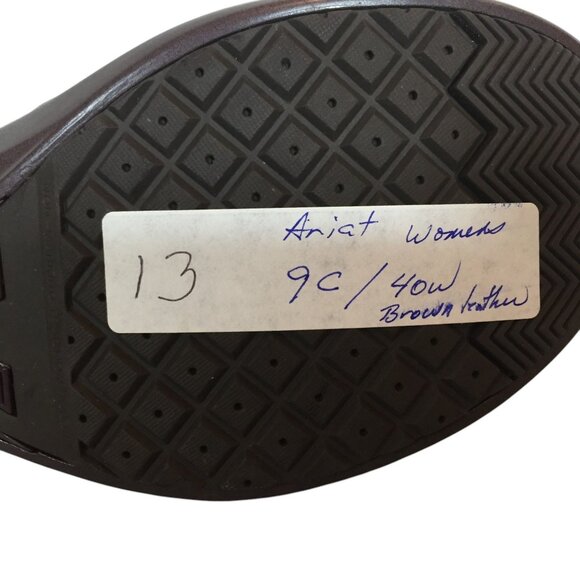 13
Ariat Womens
9C / 40W
Brown leather